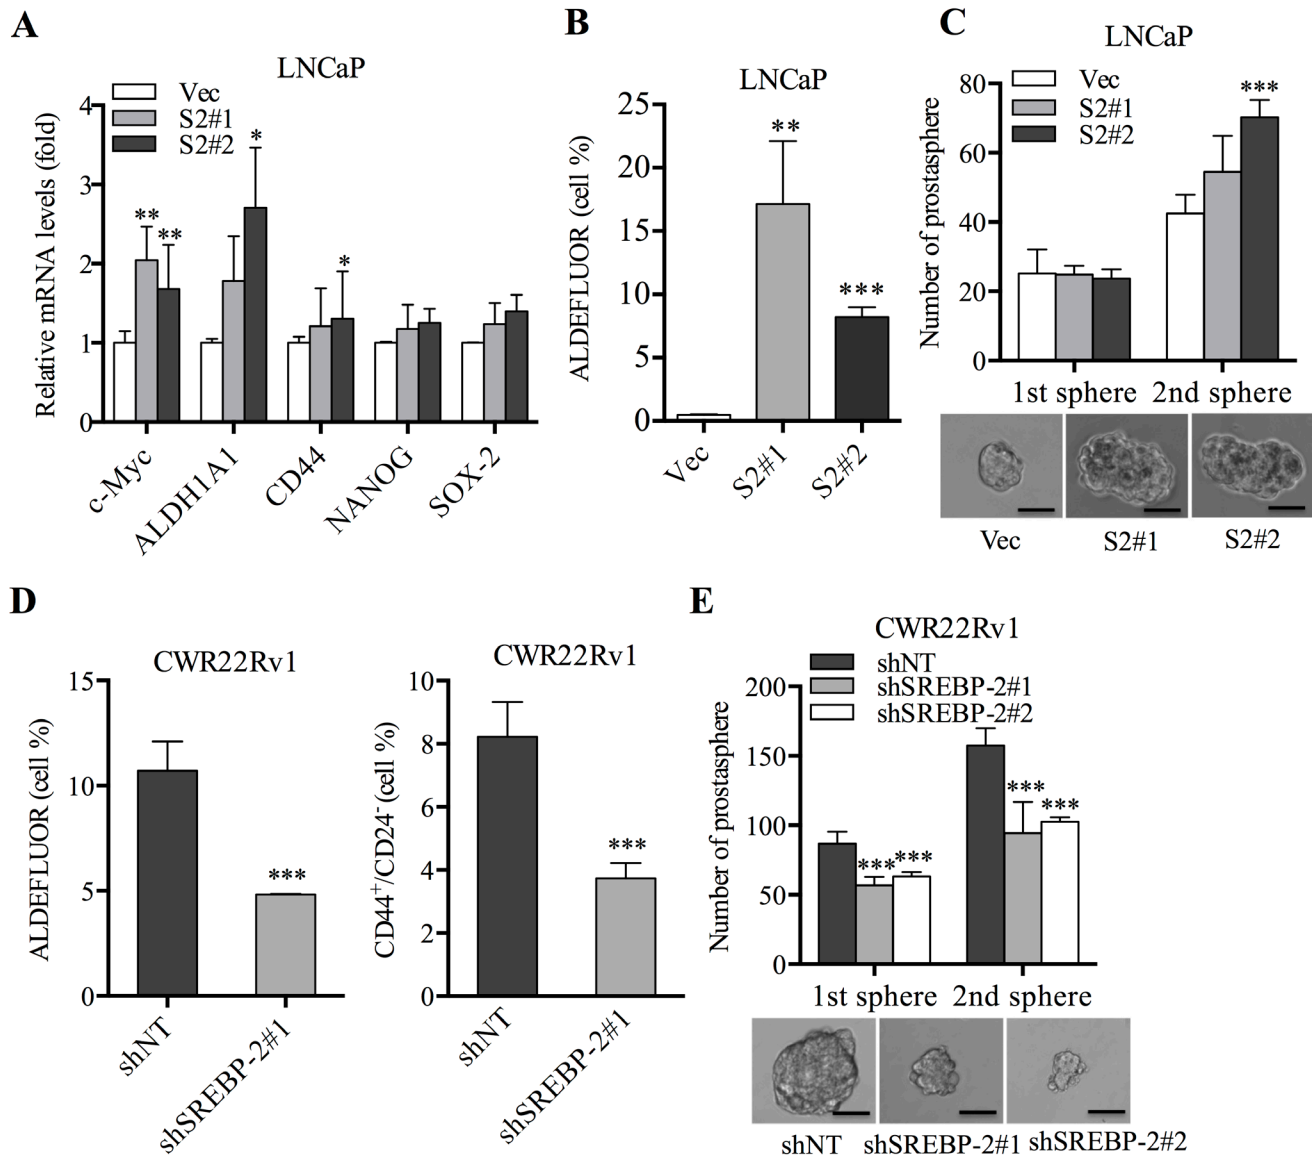 A
LNCaP
Vec
S2#1
S2#2
Relative mRNA levels (fold)
4
3
2
1
0
**
**
*
*
c-Myc
ALDH1A1
CD44
NANOG
SOX-2
B
LNCaP
ALDEFLUOR (cell %)
25
20
15
10
5
0
**
***
Vec
S2#1
S2#2
C
LNCaP
Vec
S2#1
S2#2
Number of prostasphere
80
60
40
20
0
***
1st sphere
2nd sphere
Vec
S2#1
S2#2
D
CWR22Rv1
ALDEFLUOR (cell %)
15
10
5
0
***
shNT
shSREBP-2#1
CWR22Rv1
CD44+/CD24- (cell %)
10
8
6
4
2
0
***
shNT
shSREBP-2#1
E
CWR22Rv1
shNT
shSREBP-2#1
shSREBP-2#2
Number of prostasphere
200
150
100
50
0
***
***
***
***
1st sphere
2nd sphere
shNT
shSREBP-2#1
shSREBP-2#2